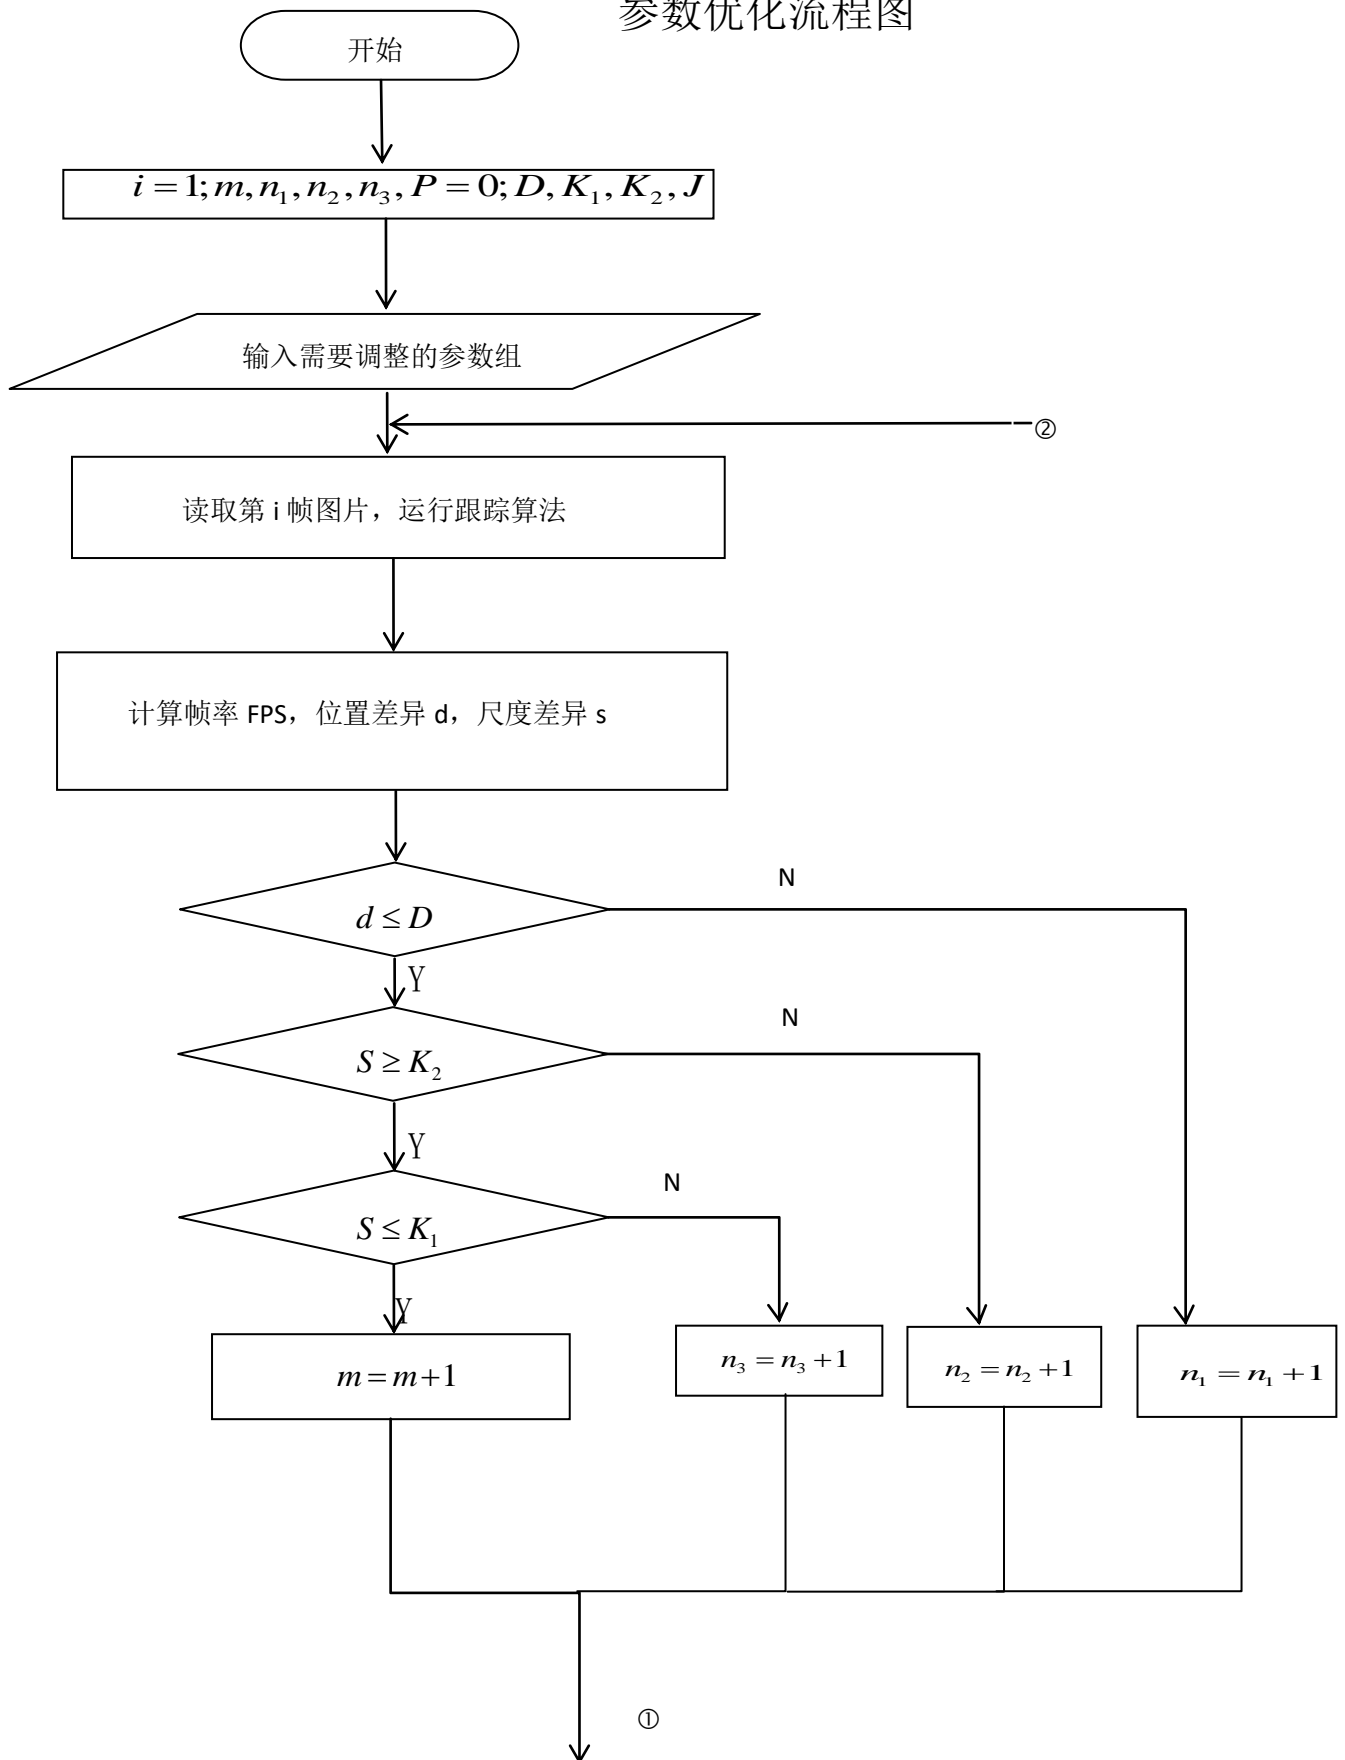 参数优化流程图
开始
i=1;m,n₁,n₂,n₃,P=0;D,K₁,K₂,J
输入需要调整的参数组
②
读取第 i 帧图片，运行跟踪算法
计算帧率 FPS，位置差异 d，尺度差异 s
N
d ≤ D
Y
N
S ≥ K₂
Y
N
S ≤ K₁
Y
m=m+1
n₃=n₃+1
n₂=n₂+1
n₁=n₁+1
①